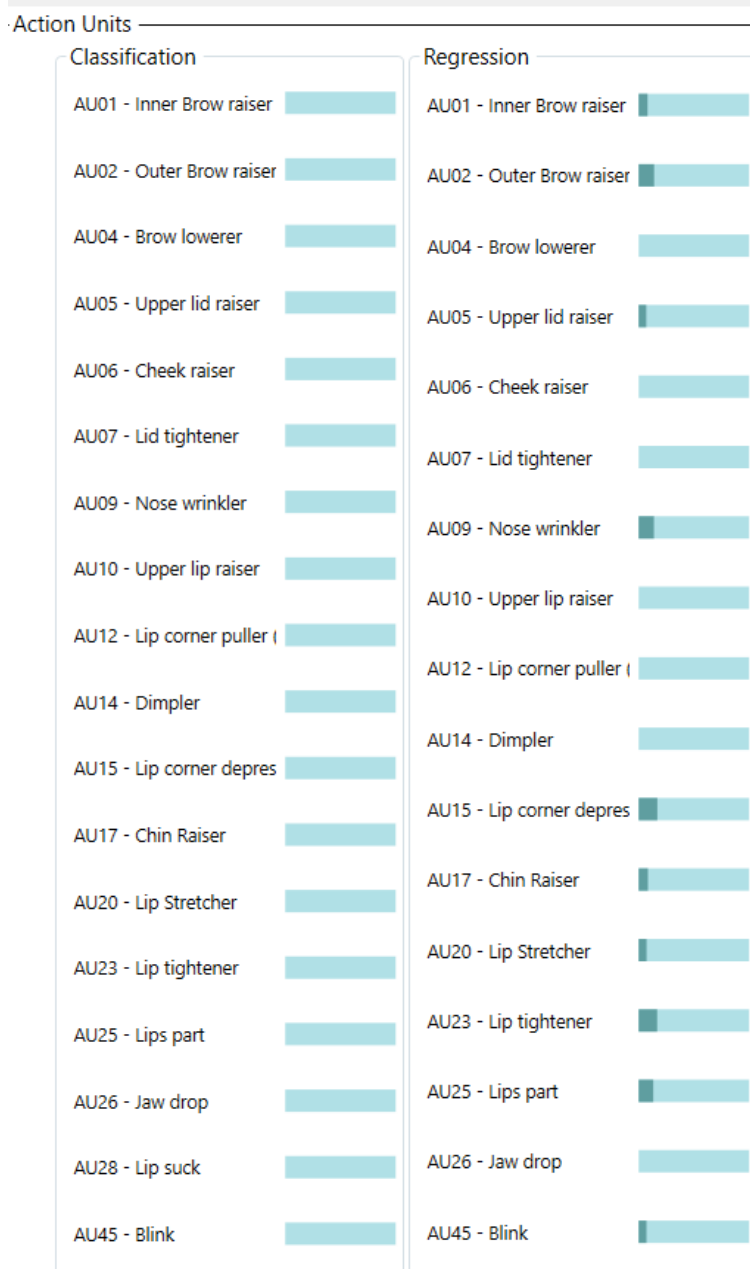 Action Units
Classification
AU01 - Inner Brow raiser
AU02 - Outer Brow raiser
AU04 - Brow lowerer
AU05 - Upper lid raiser
AU06 - Cheek raiser
AU07 - Lid tightener
AU09 - Nose wrinkler
AU10 - Upper lip raiser
AU12 - Lip corner puller (
AU14 - Dimpler
AU15 - Lip corner depres
AU17 - Chin Raiser
AU20 - Lip Stretcher
AU23 - Lip tightener
AU25 - Lips part
AU26 - Jaw drop
AU28 - Lip suck
AU45 - Blink
Regression
AU01 - Inner Brow raiser
AU02 - Outer Brow raiser
AU04 - Brow lowerer
AU05 - Upper lid raiser
AU06 - Cheek raiser
AU07 - Lid tightener
AU09 - Nose wrinkler
AU10 - Upper lip raiser
AU12 - Lip corner puller (
AU14 - Dimpler
AU15 - Lip corner depres
AU17 - Chin Raiser
AU20 - Lip Stretcher
AU23 - Lip tightener
AU25 - Lips part
AU26 - Jaw drop
AU45 - Blink